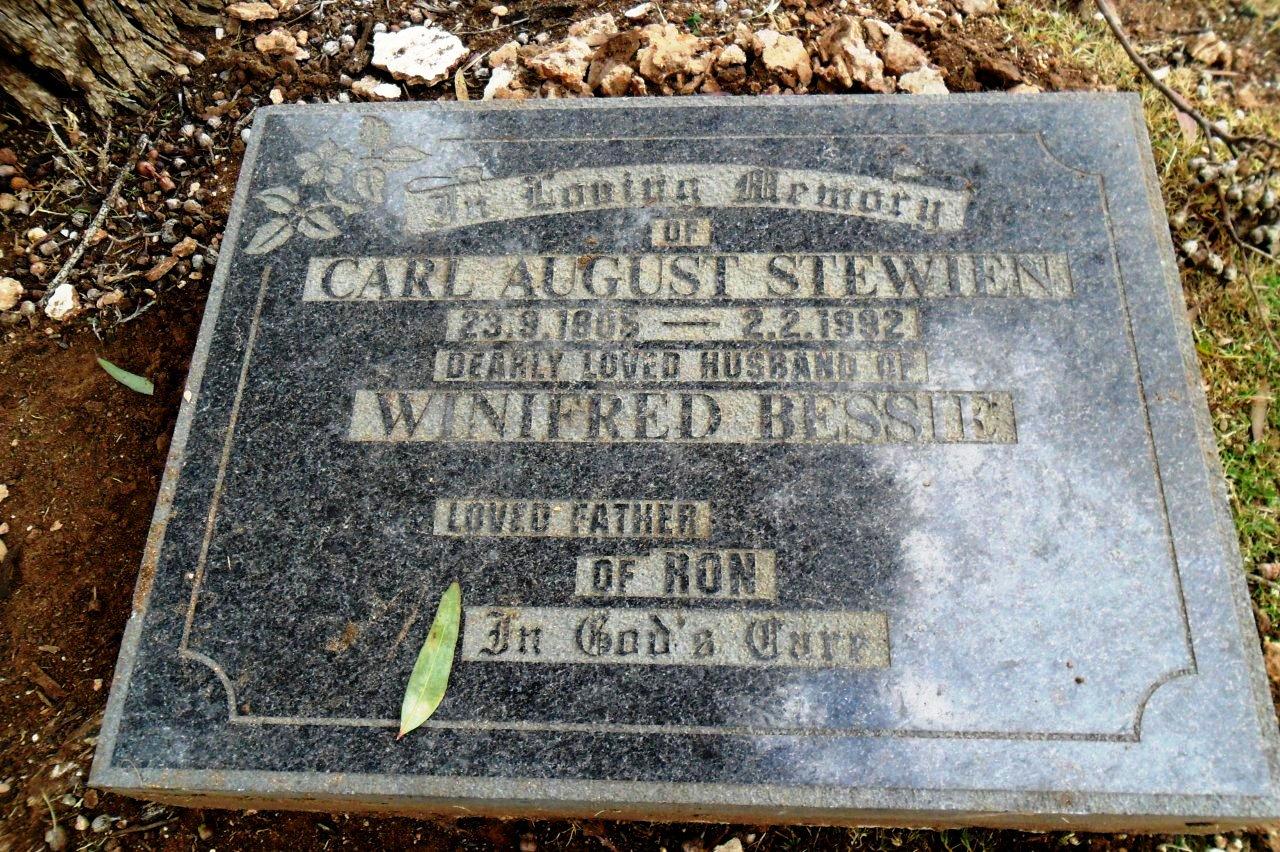 In Loving Memory
OF
CARL AUGUST STEWIEN
23.9.1905 — 2.2.1992
DEARLY LOVED HUSBAND OF
WINIFRED BESSIE
LOVED FATHER
OF RON
In God's Care